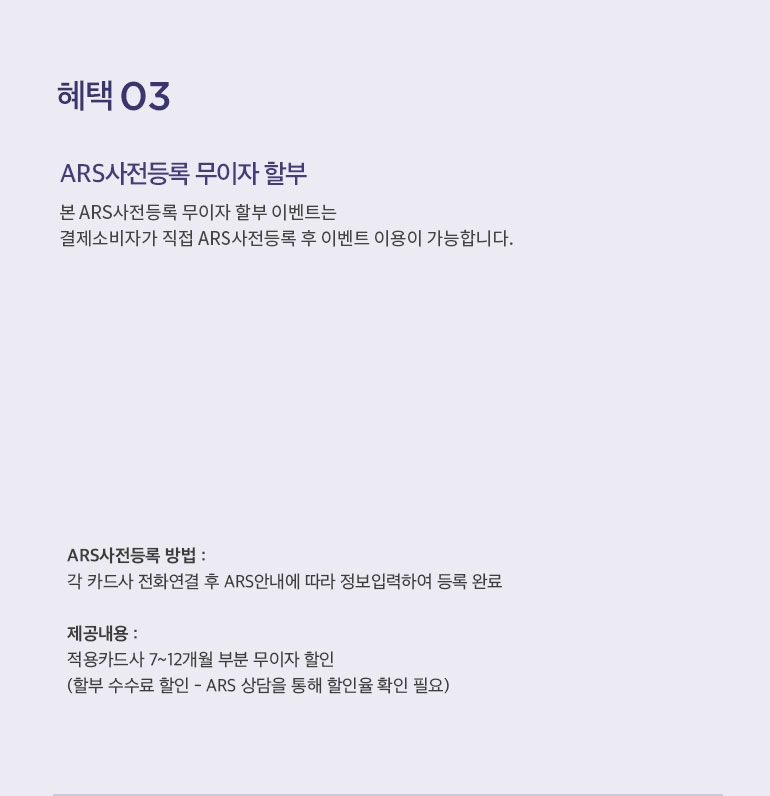 혜택 03
ARS사전등록 무이자 할부
본 ARS사전등록 무이자 할부 이벤트는
결제소비자가 직접 ARS사전등록 후 이벤트 이용이 가능합니다.
ARS사전등록 방법 :
각 카드사 전화연결 후 ARS안내에 따라 정보입력하여 등록 완료
제공내용 :
적용카드사 7~12개월 부분 무이자 할인
(할부 수수료 할인 - ARS 상담을 통해 할인율 확인 필요)